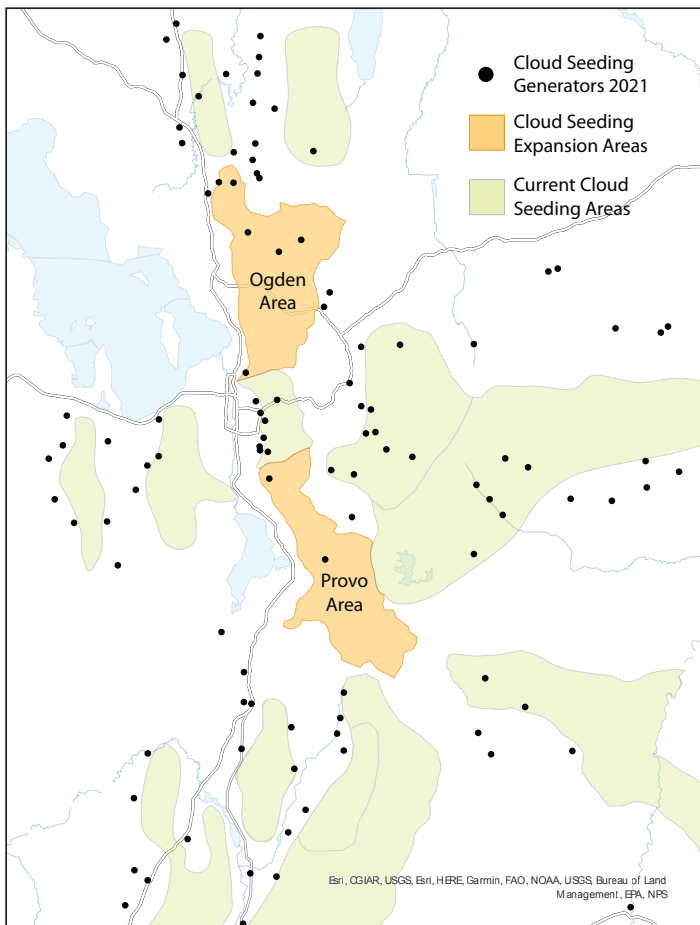 Cloud Seeding
Generators 2021
Cloud Seeding
Expansion Areas
Current Cloud
Seeding Areas
Ogden
Area
Provo
Area
Esri, CGIAR, USGS, Esri, HERE, Garmin, FAO, NOAA, USGS, Bureau of Land
Management, EPA, NPS